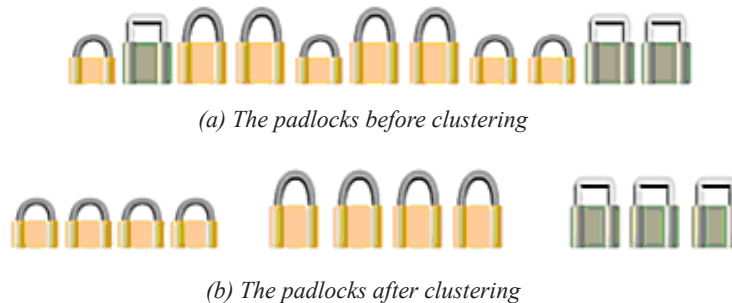 (a) The padlocks before clustering
(b) The padlocks after clustering